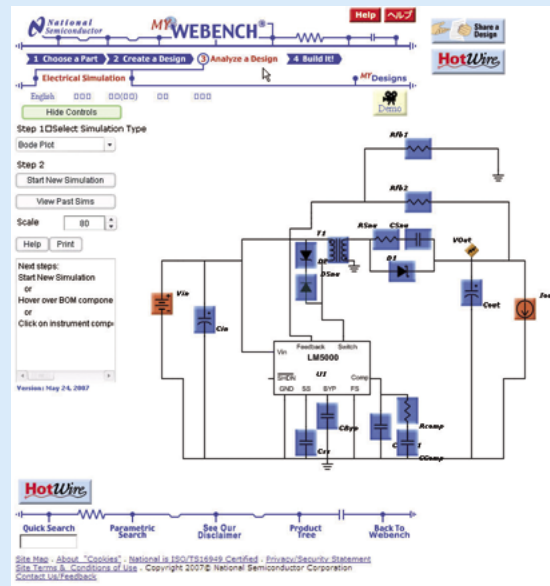 National
Semiconductor
MY WEBENCH®
Help ヘルプ
Share a
Design
HotWire
1 Choose a Part
2 Create a Design
3 Analyze a Design
4 Build It!
Electrical Simulation
MY Designs
English
Demo
Hide Controls
Step 1□Select Simulation Type
Bode Plot
Step 2
Start New Simulation
View Past Sims
Scale 80
Help Print
Next steps:
Start New Simulation
or
Hover over BOM compone
or
Click on instrument comp
Version: May 24, 2007
Rfb1
Rfb2
T1
RSnu
CSnu
VOut
D1
DSnu
Vin
Cin
Cout
Feedback Switch
Vin
LM5000
U1
SHDN
Comp
GND SS BYP FS
Rcomp
CByp
Css
CComp
HotWire
Quick Search
Parametric
Search
See Our
Disclaimer
Product
Tree
Back To
Webench
Site Map . About "Cookies" . National is ISO/TS16949 Certified . Privacy/Security Statement
Site Terms & Conditions of Use . Copyright 2007© National Semiconductor Corporation
Contact Us/Feedback